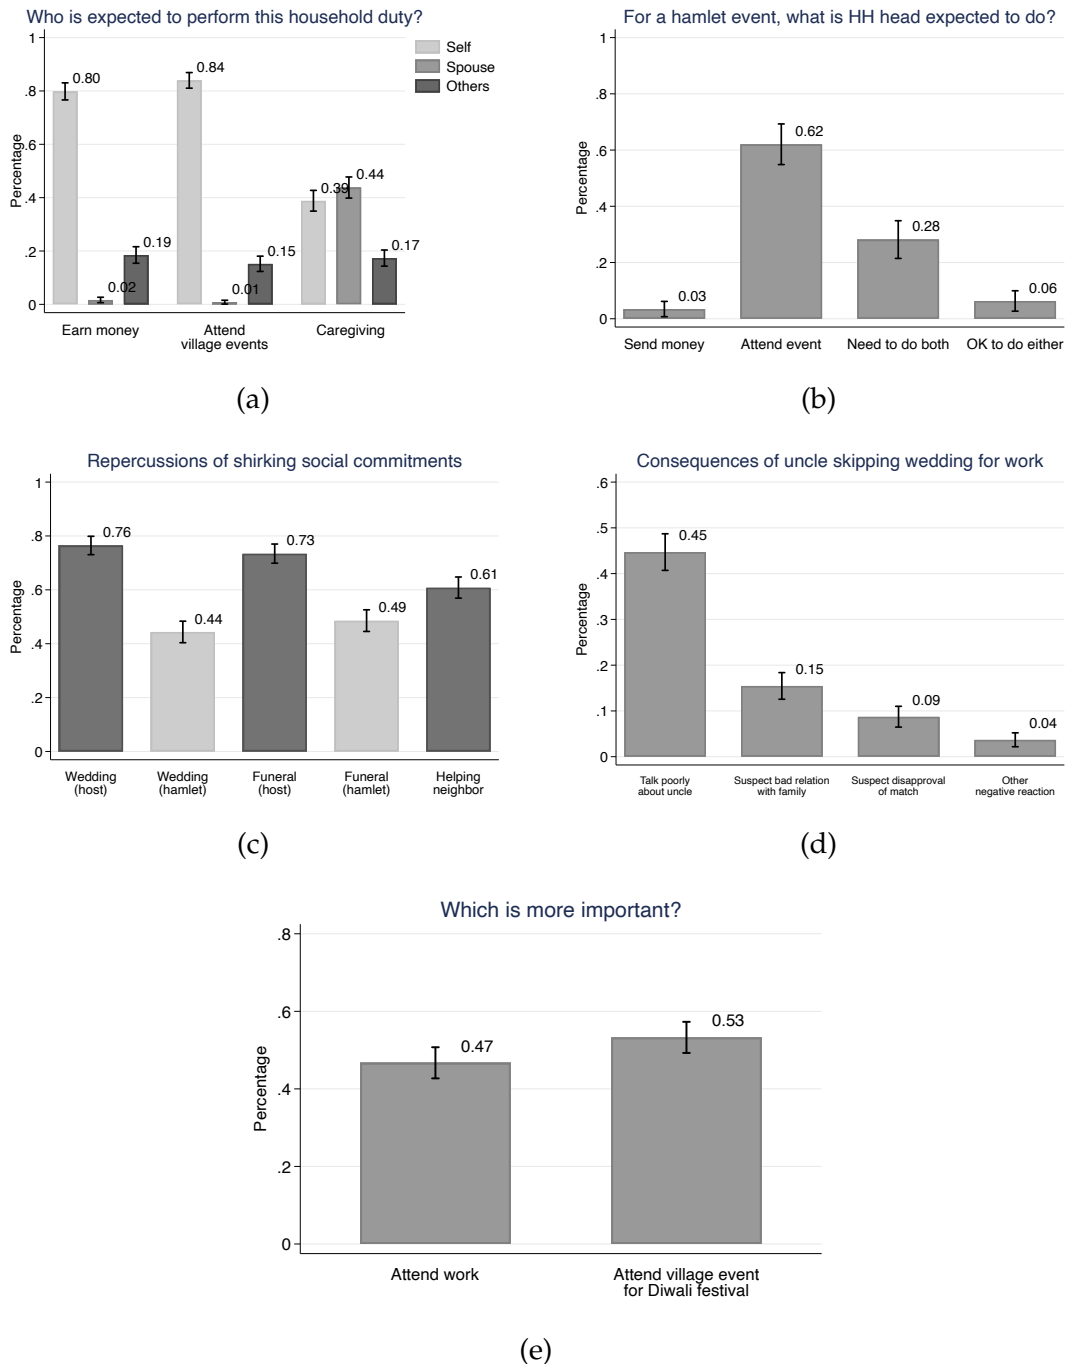 Who is expected to perform this household duty?
1
.8
.6
.4
.2
0
Percentage
0.80
0.02
0.19
0.84
0.01
0.15
0.39
0.44
0.17
Earn money
Attend
village events
Caregiving
Self
Spouse
Others
(a)
For a hamlet event, what is HH head expected to do?
1
.8
.6
.4
.2
0
Percentage
0.03
0.62
0.28
0.06
Send money
Attend event
Need to do both
OK to do either
(b)
Repercussions of shirking social commitments
1
.8
.6
.4
.2
0
Percentage
0.76
0.44
0.73
0.49
0.61
Wedding
(host)
Wedding
(hamlet)
Funeral
(host)
Funeral
(hamlet)
Helping
neighbor
(c)
Consequences of uncle skipping wedding for work
.6
.5
.4
.3
.2
.1
0
Percentage
0.45
0.15
0.09
0.04
Talk poorly
about uncle
Suspect bad relation
with family
Suspect disapproval
of match
Other
negative reaction
(d)
Which is more important?
.8
.6
.4
.2
0
Percentage
0.47
0.53
Attend work
Attend village event
for Diwali festival
(e)